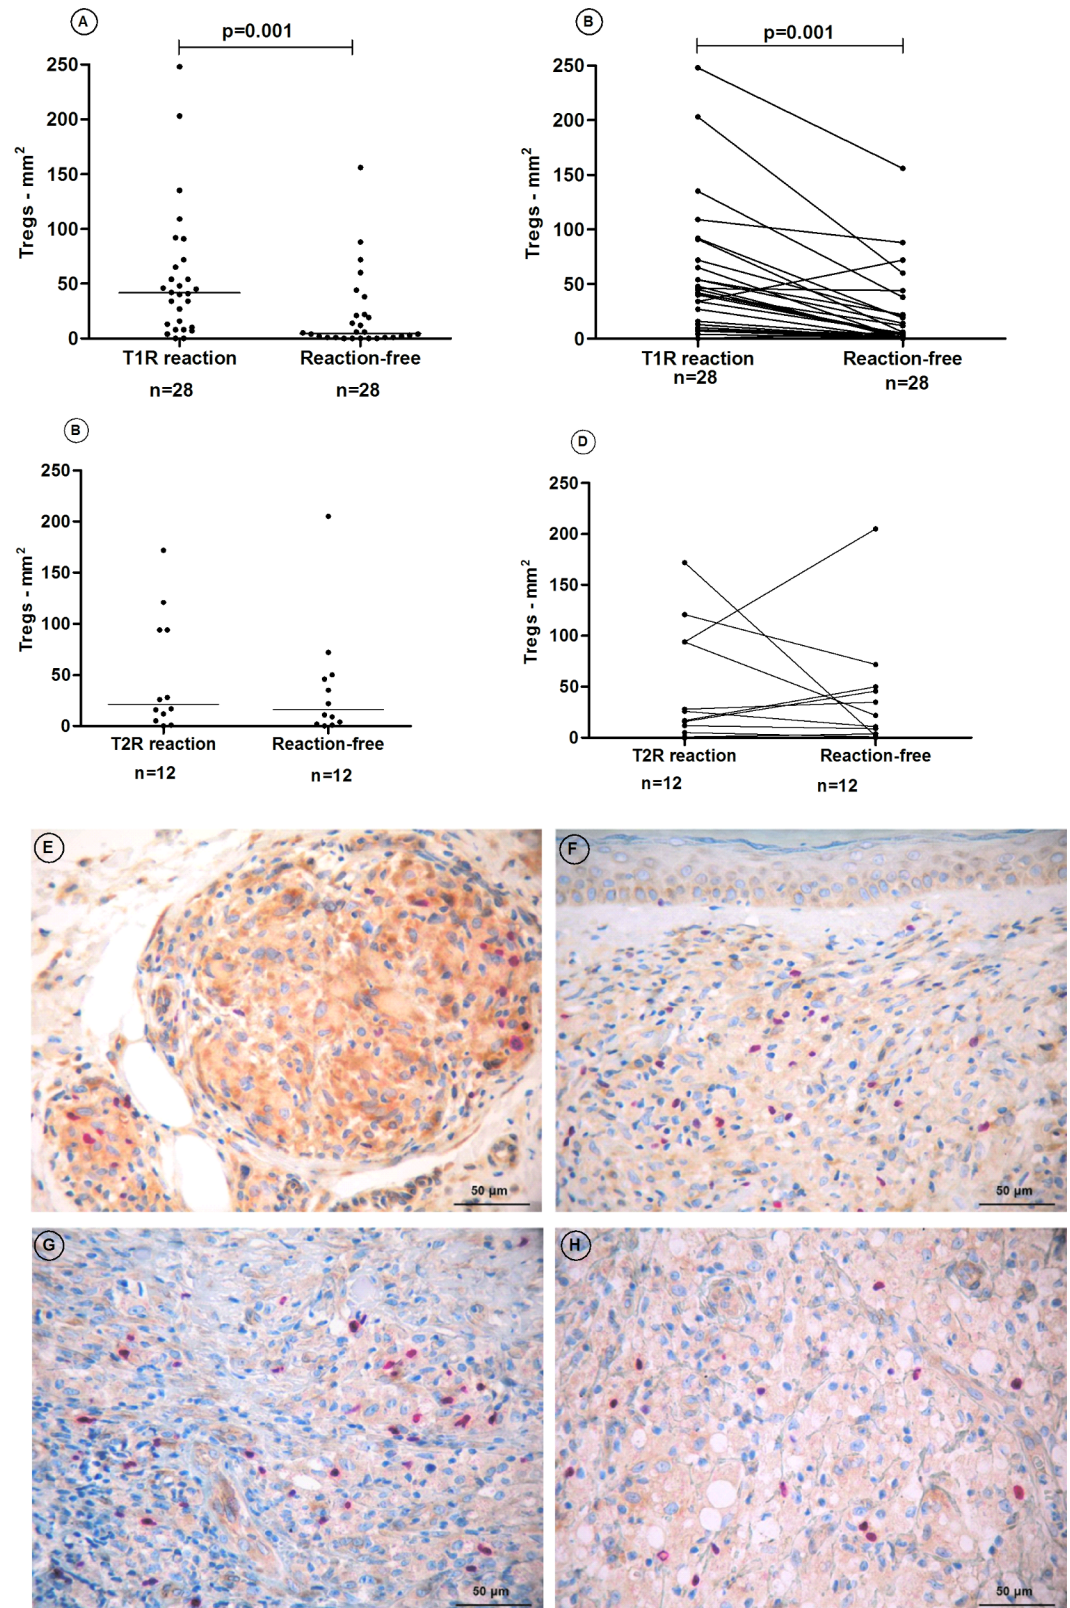 A
p=0.001
250
200
150
100
50
0
Tregs - mm²
T1R reaction
Reaction-free
n=28
n=28
B
p=0.001
250
200
150
100
50
0
Tregs - mm²
T1R reaction
Reaction-free
n=28
n=28
B
250
200
150
100
50
0
Tregs - mm²
T2R reaction
Reaction-free
n=12
n=12
D
250
200
150
100
50
0
Tregs - mm²
T2R reaction
Reaction-free
n=12
n=12
E
50 µm
F
50 µm
G
50 µm
H
50 µm